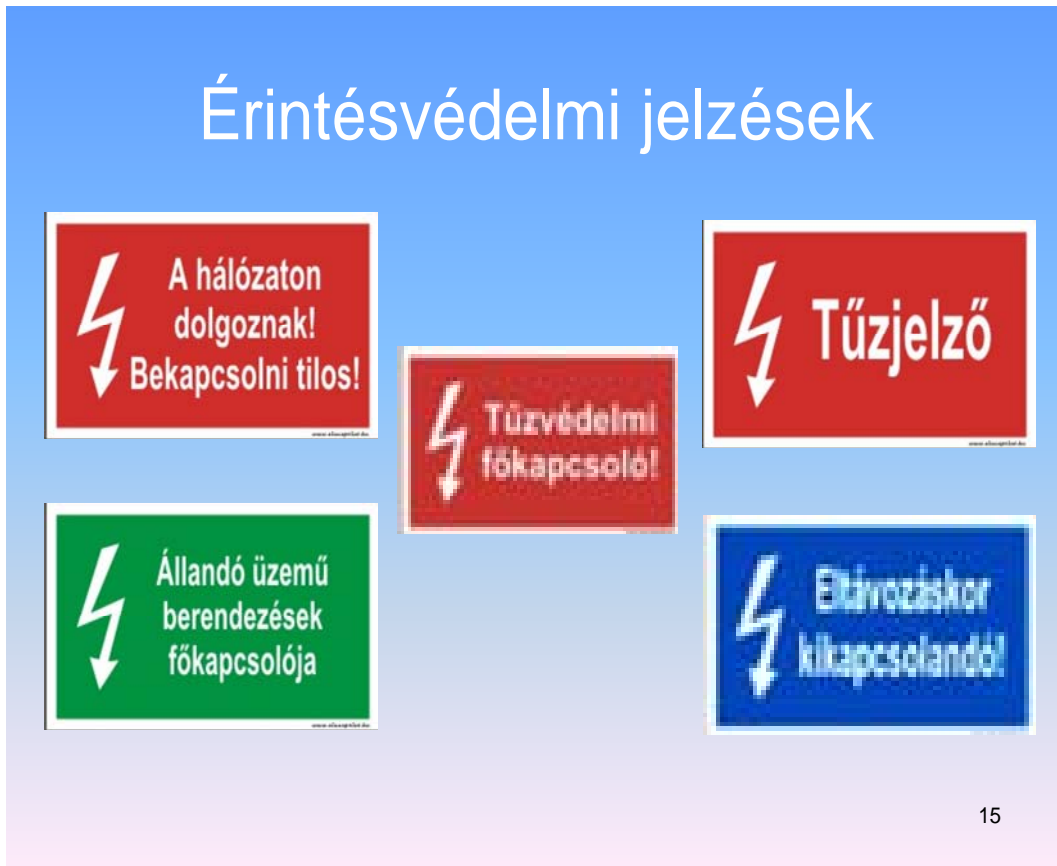 Érintésvédelmi jelzések
A hálózaton
dolgoznak!
Bekapcsolni tilos!
Tűzjelző
Tűzvédelmi
főkapcsoló!
Állandó üzemű
berendezések
főkapcsolója
Eltávozáskor
kikapcsolandó!
15